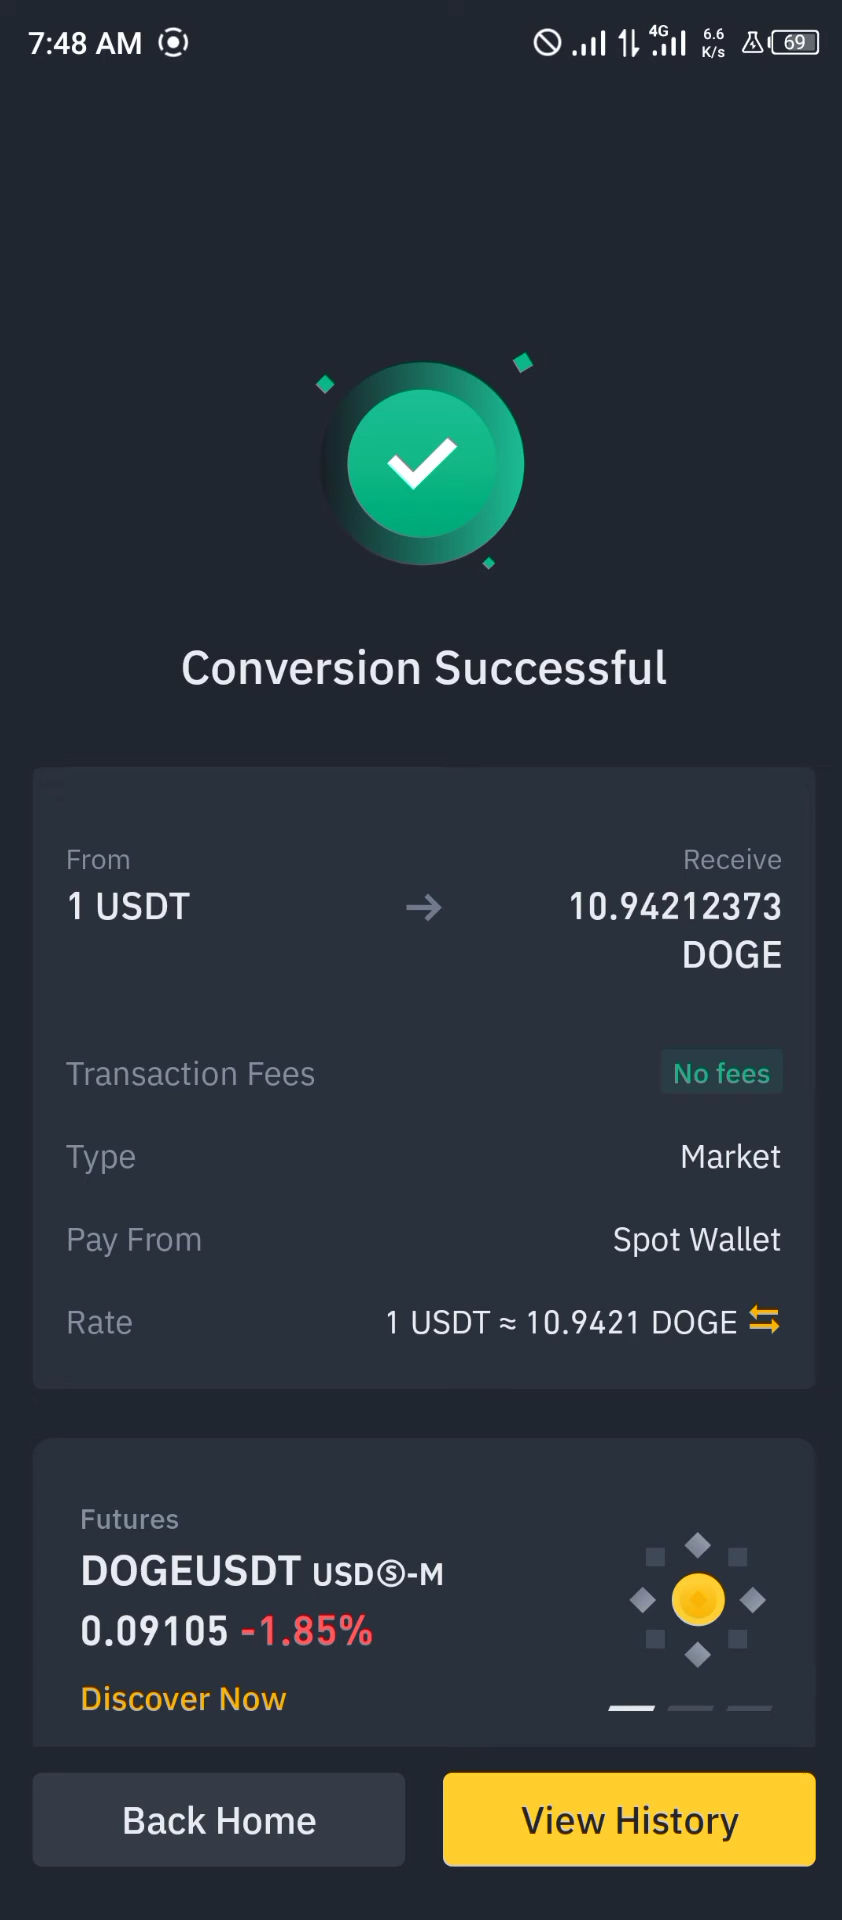 7:48 AM
4G
6.6
K/s
69
Conversion Successful
From
Receive
1 USDT
10.94212373
DOGE
Transaction Fees
No fees
Type
Market
Pay From
Spot Wallet
Rate
1 USDT ≈ 10.9421 DOGE
Futures
DOGEUSDT USDⓈ-M
0.09105 -1.85%
Discover Now
Back Home
View History